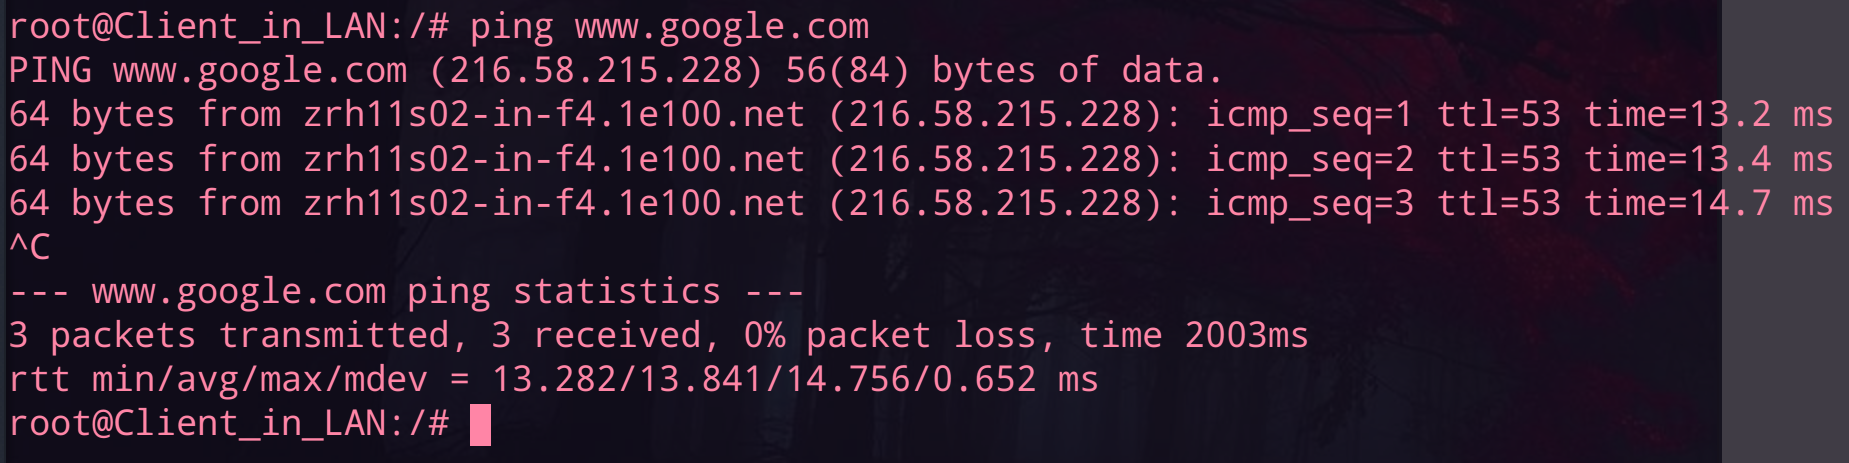 root@Client_in_LAN:/# ping www.google.com
PING www.google.com (216.58.215.228) 56(84) bytes of data.
64 bytes from zrh11s02-in-f4.1e100.net (216.58.215.228): icmp_seq=1 ttl=53 time=13.2 ms
64 bytes from zrh11s02-in-f4.1e100.net (216.58.215.228): icmp_seq=2 ttl=53 time=13.4 ms
64 bytes from zrh11s02-in-f4.1e100.net (216.58.215.228): icmp_seq=3 ttl=53 time=14.7 ms
^C
--- www.google.com ping statistics ---
3 packets transmitted, 3 received, 0% packet loss, time 2003ms
rtt min/avg/max/mdev = 13.282/13.841/14.756/0.652 ms
root@Client_in_LAN:/#